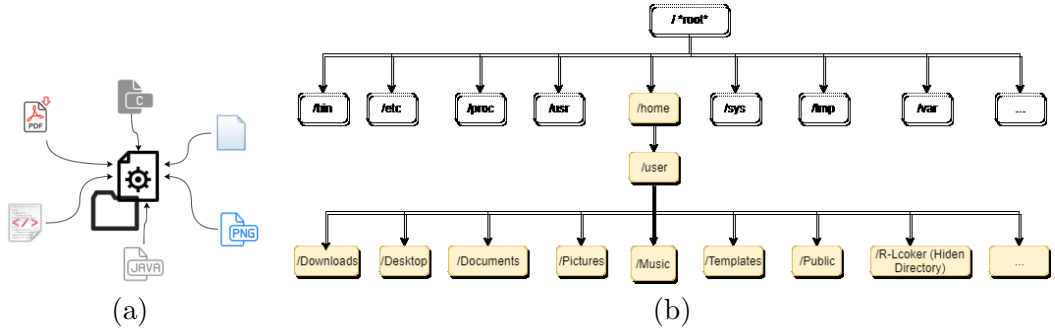 / *root*
/bin
/etc
/proc
/usr
/home
/sys
/tmp
/var
...
/user
/Downloads
/Desktop
/Documents
/Pictures
/Music
/Templates
/Public
/R-Lcoker (Hiden
Directory)
...
C
PDF
</>
JAVA
PNG
(a)
(b)